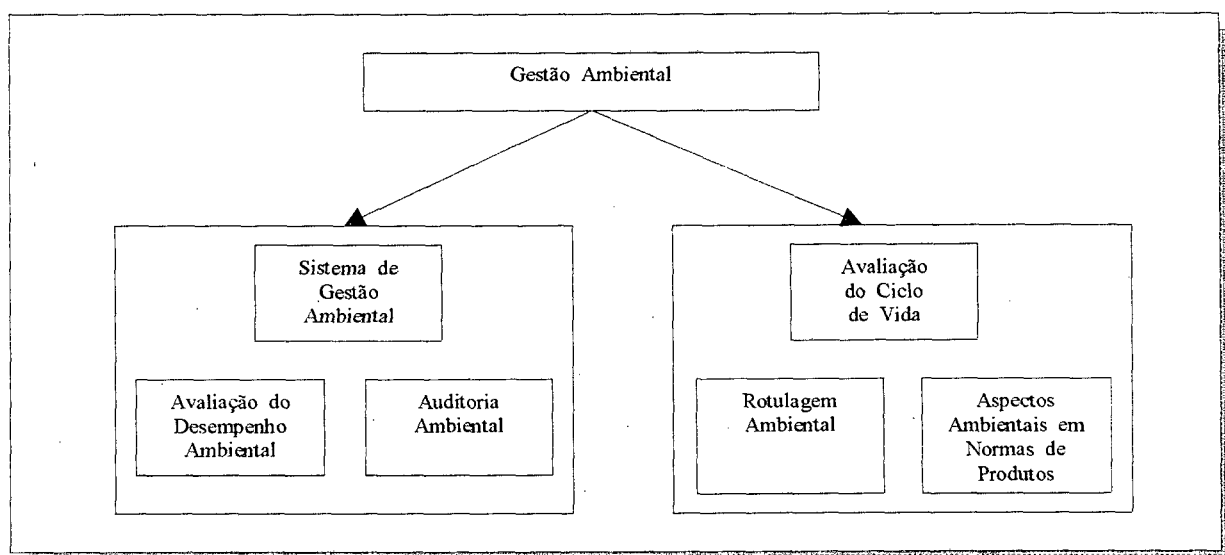 Gestão Ambiental
Sistema de
Gestão
Ambiental
Avaliação do
Desempenho
Ambiental
Auditoria
Ambiental
Avaliação
do Ciclo
de Vida
Rotulagem
Ambiental
Aspectos
Ambientais em
Normas de
Produtos